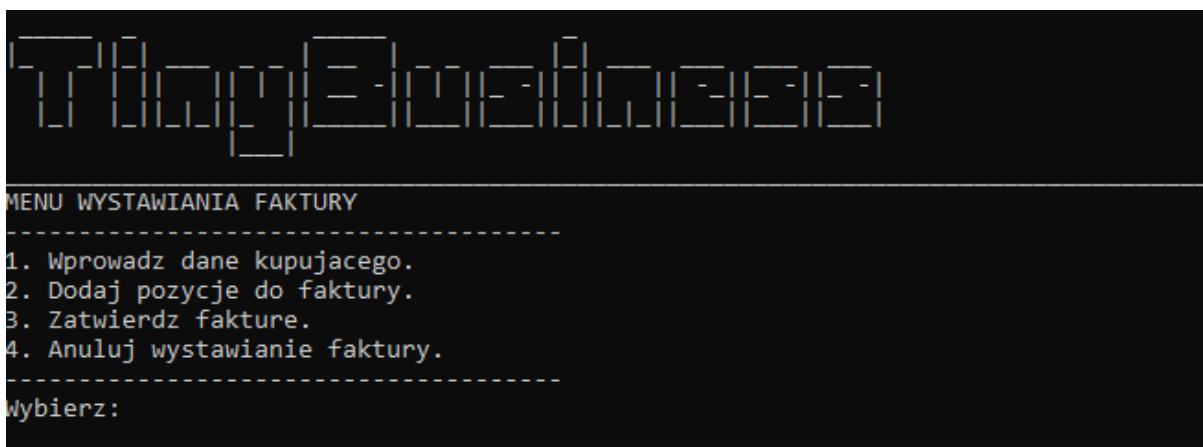 TinyBusiness
MENU WYSTAWIANIA FAKTURY
---------------------------------------
1. Wprowadz dane kupujacego.
2. Dodaj pozycje do faktury.
3. Zatwierdz fakture.
4. Anuluj wystawianie faktury.
---------------------------------------
Wybierz: